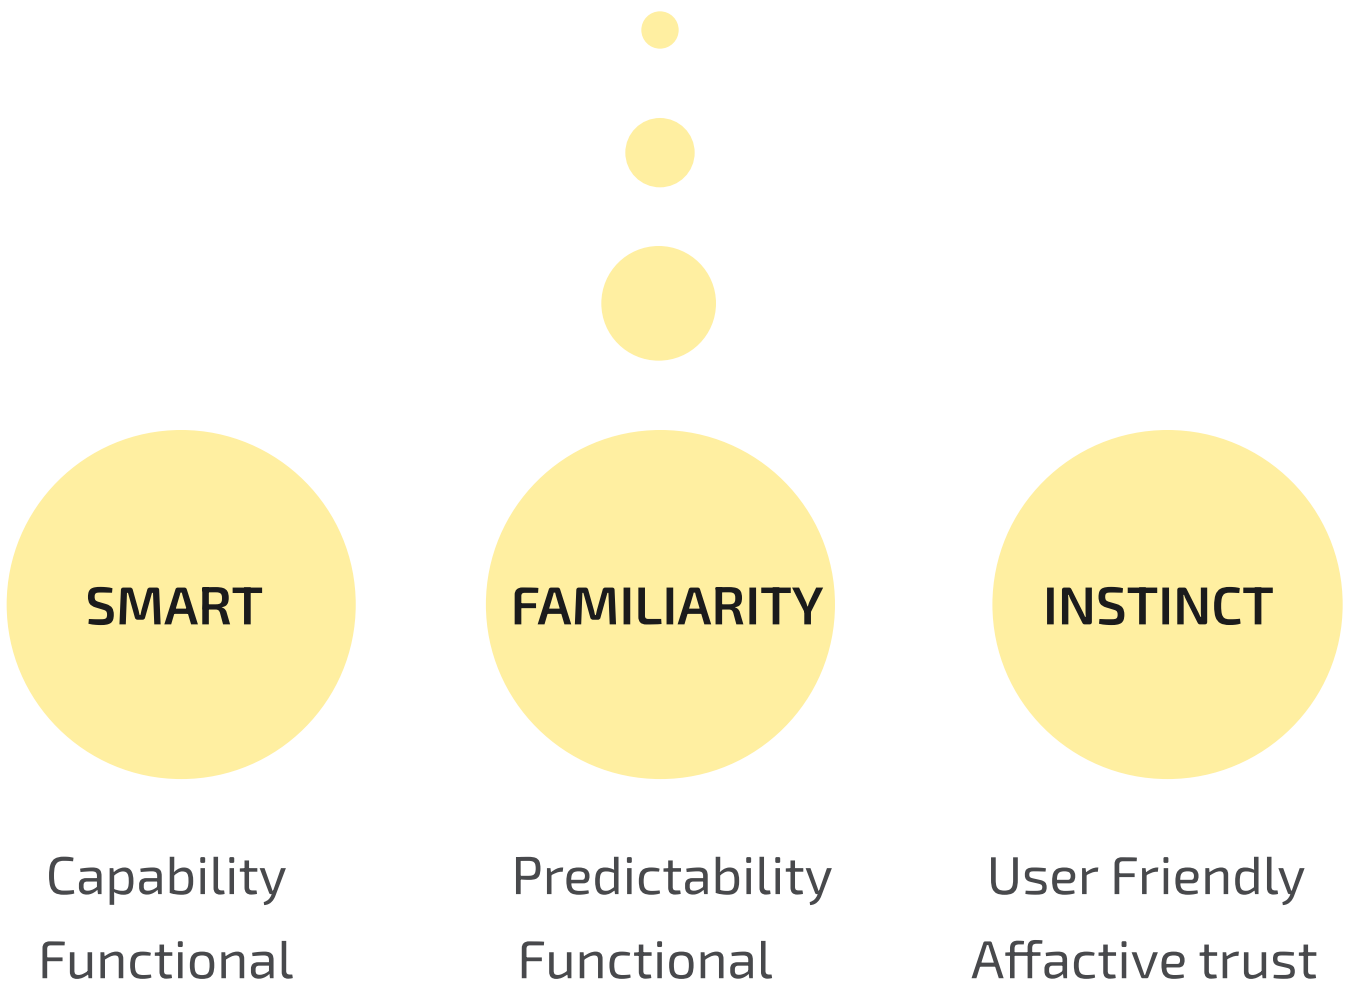 SMART
FAMILIARITY
INSTINCT
Capability
Functional
Predictability
Functional
User Friendly
Affactive trust